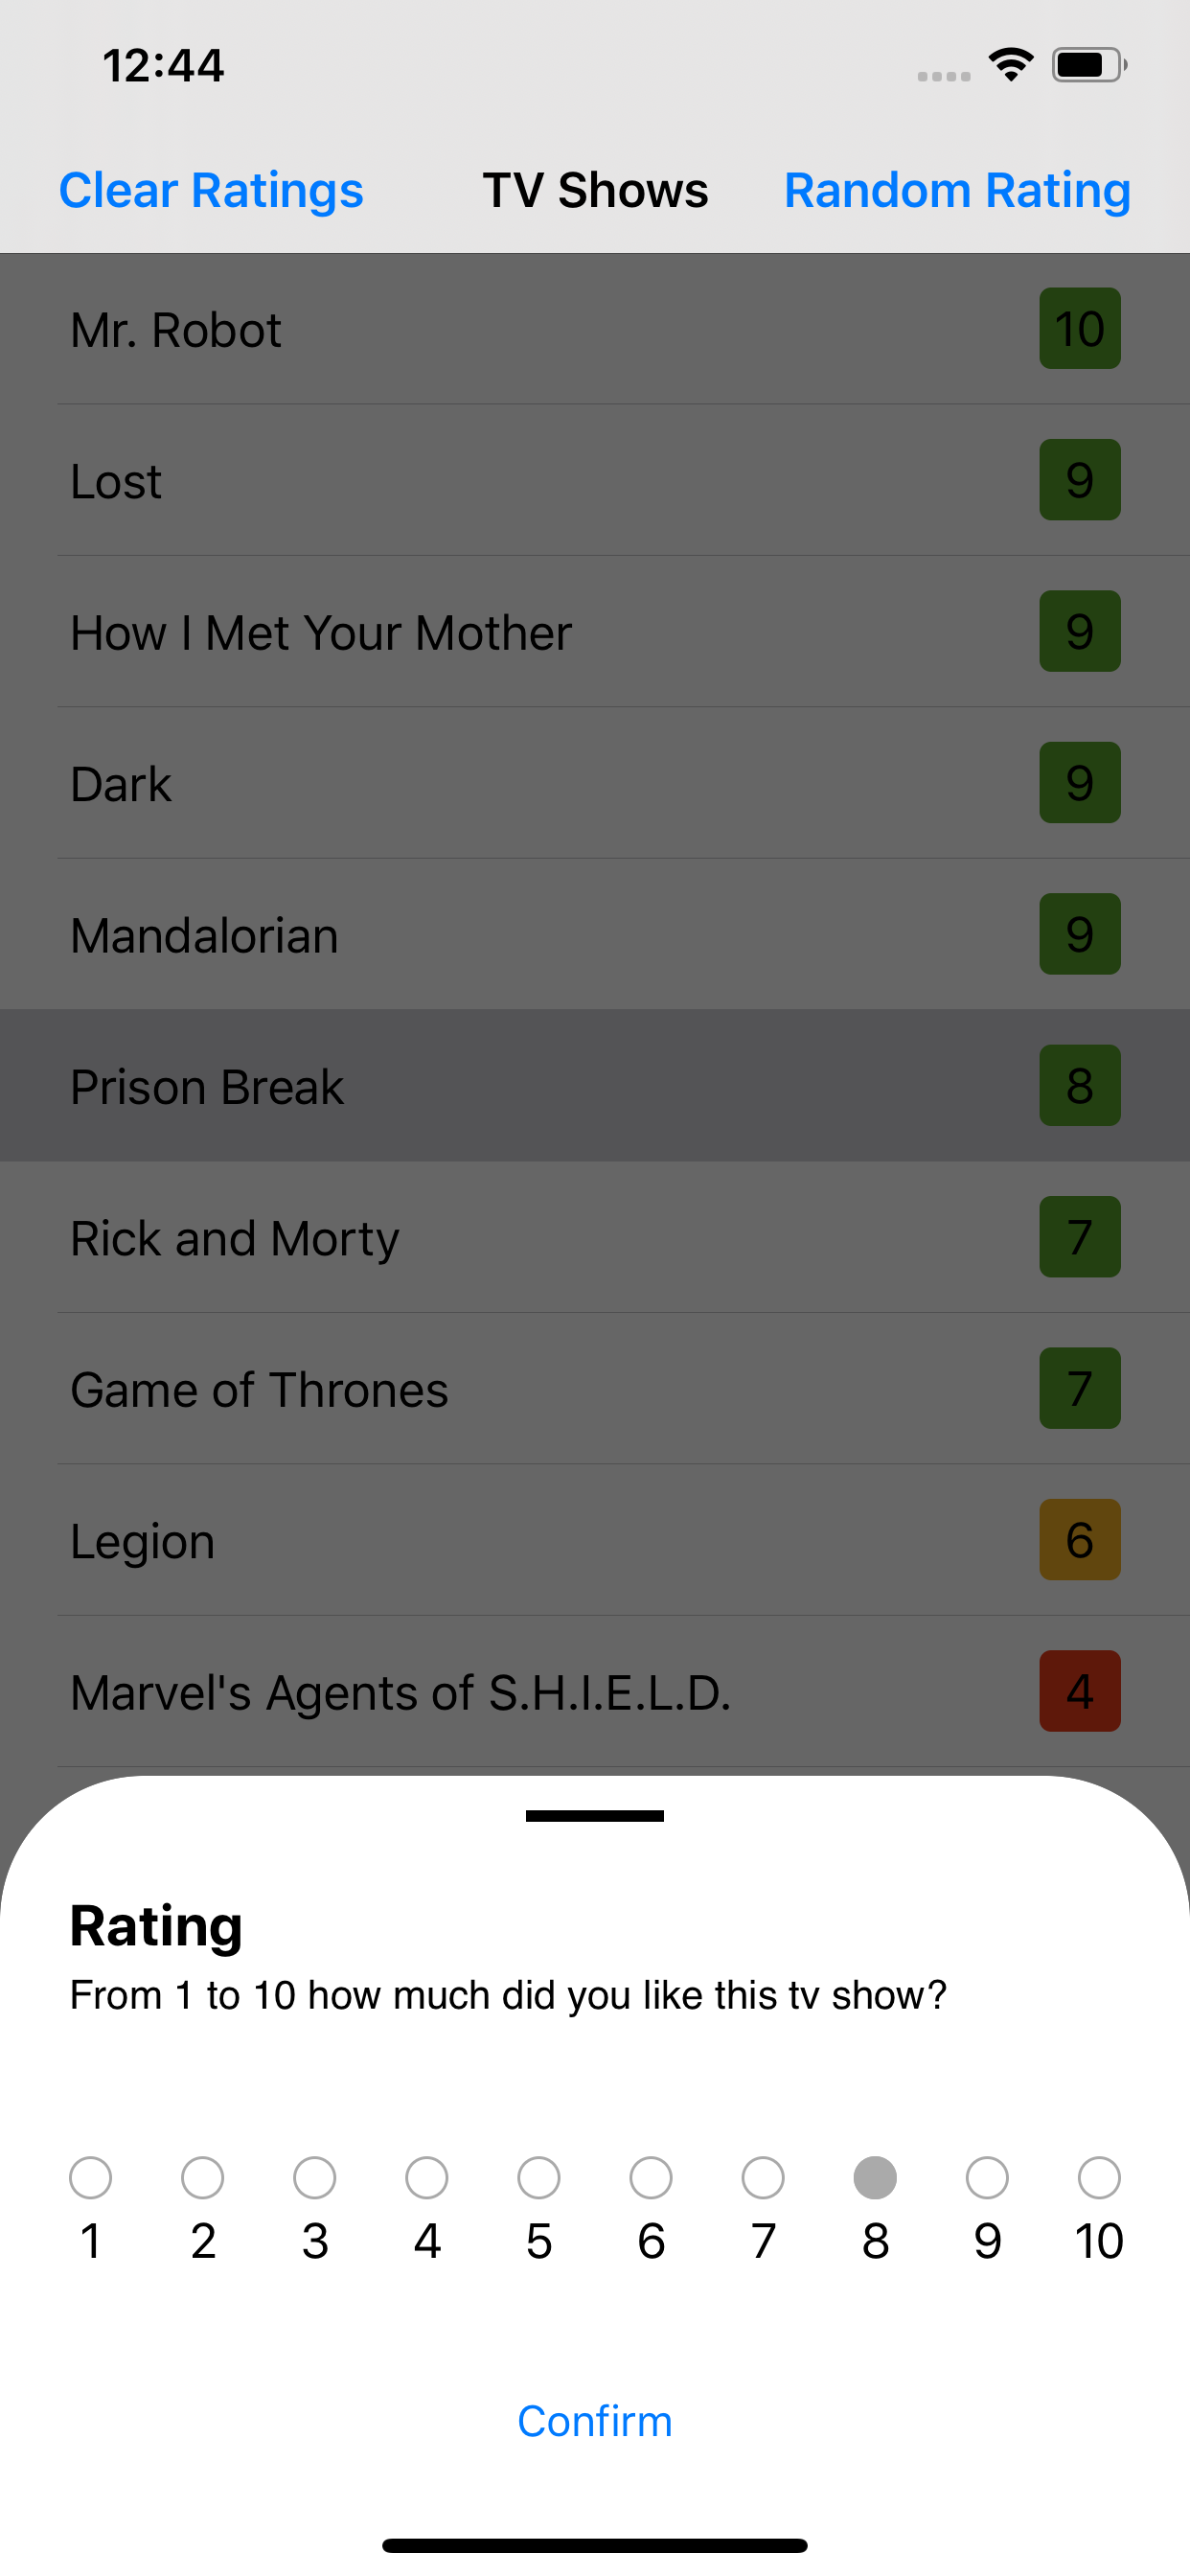 12:44
Clear Ratings TV Shows Random Rating
Mr. Robot 10
Lost 9
How I Met Your Mother 9
Dark 9
Mandalorian 9
Prison Break 8
Rick and Morty 7
Game of Thrones 7
Legion 6
Marvel's Agents of S.H.I.E.L.D. 4
Rating
From 1 to 10 how much did you like this tv show?
1 2 3 4 5 6 7 8 9 10
Confirm